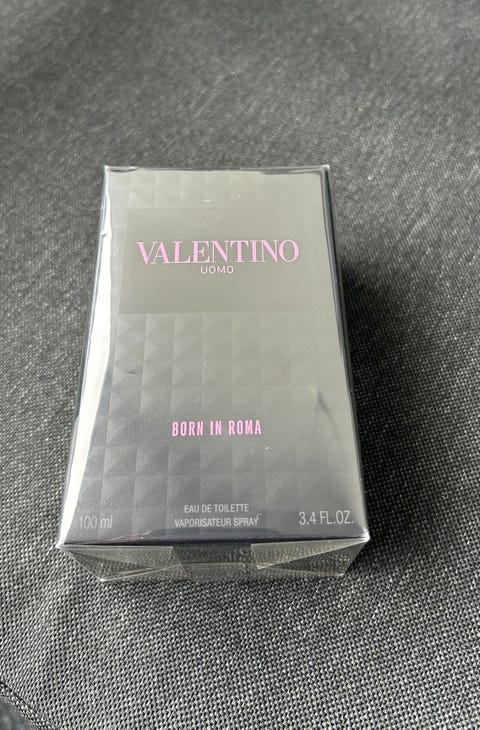 VALENTINO
UOMO
BORN IN ROMA
EAU DE TOILETTE
100 ml VAPORISATEUR SPRAY 3.4 FL.OZ.